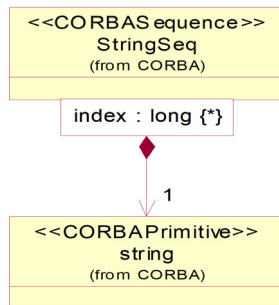 <<CORBASequence>>
StringSeq
(from CORBA)
index : long {*}
1
<<CORBAPrimitive>>
string
(from CORBA)